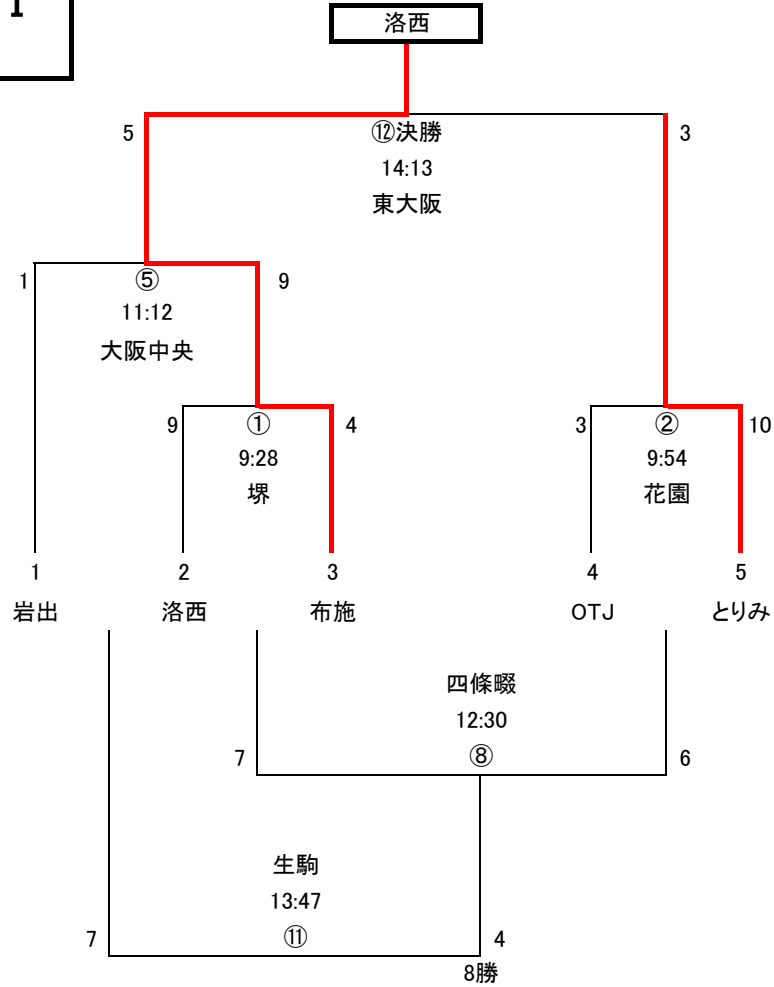 1
洛西
5 ⑫決勝 3
14:13
東大阪
1 ⑤ 9
11:12
大阪中央
9 ① 4 3 ② 10
9:28 9:54
堺 花園
1 2 3 4 5
岩出 洛西 布施 OTJ とりみ
四條畷
12:30
7 ⑧ 6
生駒
13:47
7 ⑪ 4
8勝